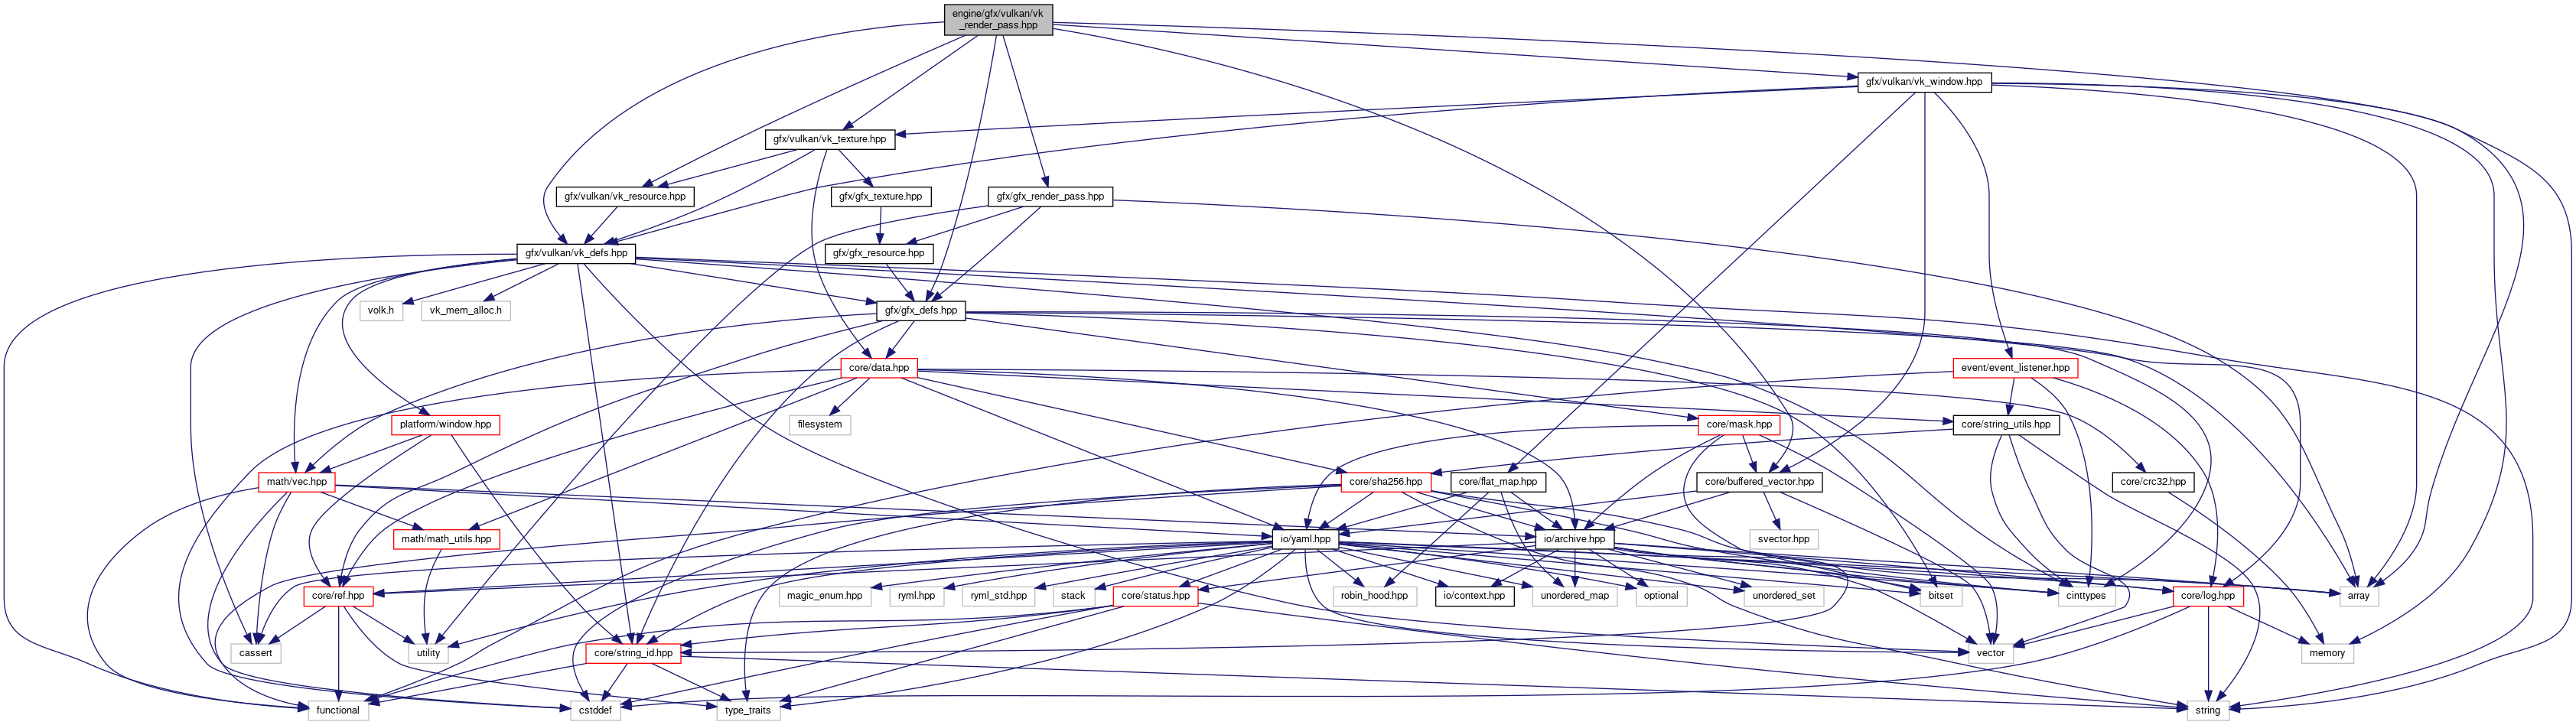 engine/gfx/vulkan/vk
_render_pass.hpp
gfx/vulkan/vk_window.hpp
gfx/vulkan/vk_texture.hpp
gfx/vulkan/vk_resource.hpp
gfx/gfx_texture.hpp
gfx/gfx_render_pass.hpp
gfx/vulkan/vk_defs.hpp
gfx/gfx_resource.hpp
volk.h
vk_mem_alloc.h
gfx/gfx_defs.hpp
core/data.hpp
event/event_listener.hpp
platform/window.hpp
filesystem
core/mask.hpp
core/string_utils.hpp
math/vec.hpp
core/sha256.hpp
core/flat_map.hpp
core/buffered_vector.hpp
core/crc32.hpp
math/math_utils.hpp
io/yaml.hpp
io/archive.hpp
svector.hpp
core/ref.hpp
magic_enum.hpp
ryml.hpp
ryml_std.hpp
stack
core/status.hpp
robin_hood.hpp
io/context.hpp
unordered_map
optional
unordered_set
bitset
cinttypes
core/log.hpp
array
cassert
utility
core/string_id.hpp
vector
memory
functional
cstddef
type_traits
string